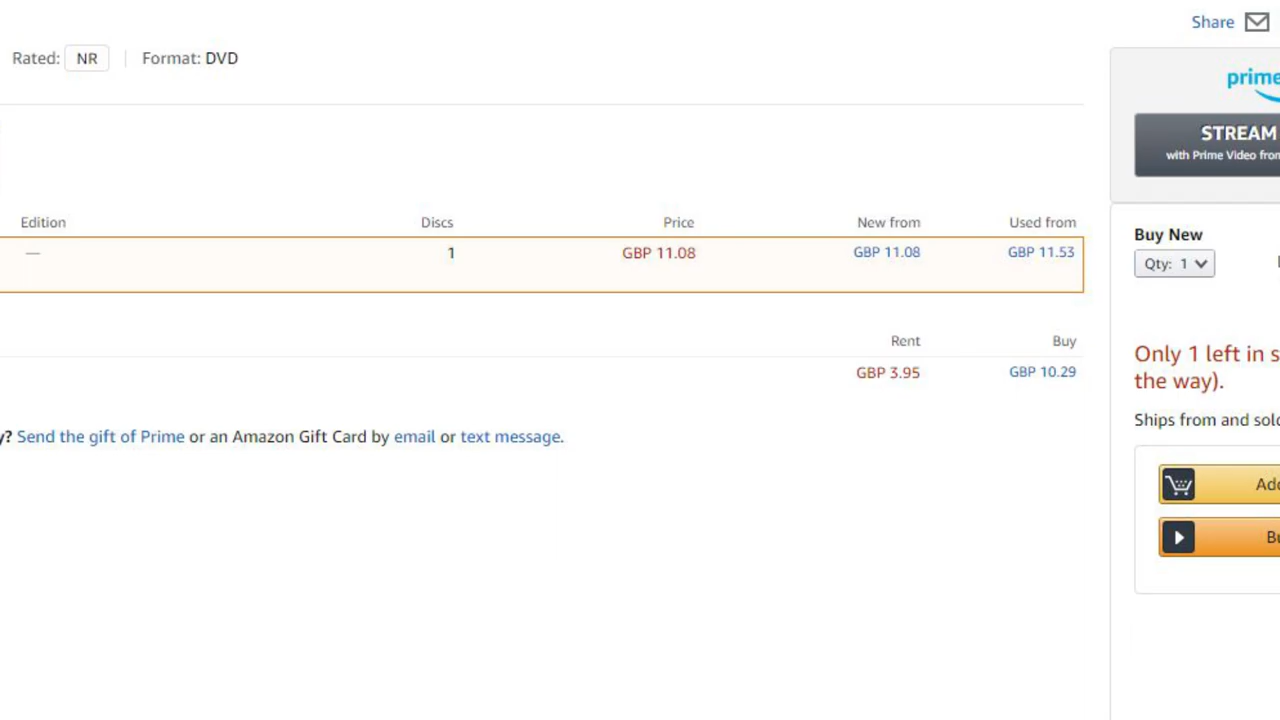 Share
Rated: NR Format: DVD
prime
STREAM
with Prime Video from
Edition Discs Price New from Used from
— 1 GBP 11.08 GBP 11.08 GBP 11.53
Buy New
Qty: 1
Rent Buy
GBP 3.95 GBP 10.29
Only 1 left in s
the way).
Ships from and sold
y? Send the gift of Prime or an Amazon Gift Card by email or text message.
Add
Bu